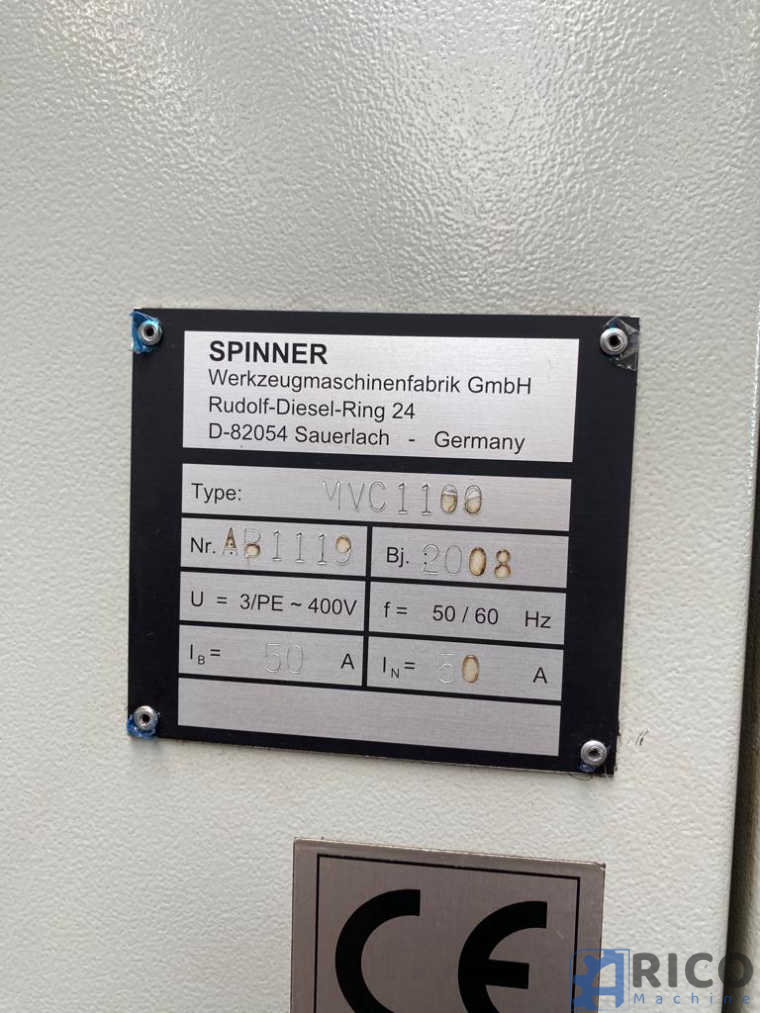 SPINNER
Werkzeugmaschinenfabrik GmbH
Rudolf-Diesel-Ring 24
D-82054 Sauerlach - Germany
Type: MVC1100
Nr. AB1119 Bj. : 2008
U = 3/PE ~ 400V f = 50 / 60 Hz
IB = 50 A IN = 50 A
CE
ARICO
Machine